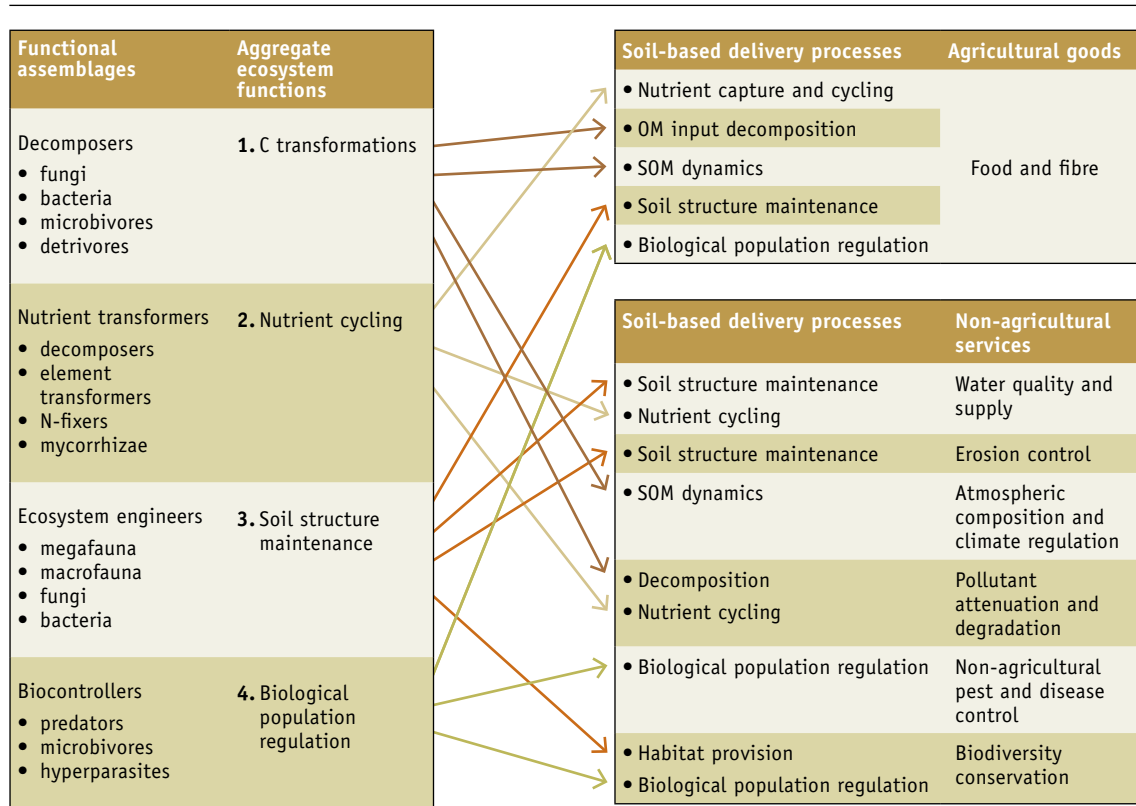 Functional
assemblages
Aggregate
ecosystem
functions
Decomposers
• fungi
• bacteria
• microbivores
• detrivores
1. C transformations
Nutrient transformers
• decomposers
• element
transformers
• N-fixers
• mycorrhizae
2. Nutrient cycling
Ecosystem engineers
• megafauna
• macrofauna
• fungi
• bacteria
3. Soil structure
maintenance
Biocontrollers
• predators
• microbivores
• hyperparasites
4. Biological
population
regulation
Soil-based delivery processes
Agricultural goods
• Nutrient capture and cycling
• OM input decomposition
• SOM dynamics
• Soil structure maintenance
• Biological population regulation
Food and fibre
Soil-based delivery processes
Non-agricultural
services
• Soil structure maintenance
• Nutrient cycling
Water quality and
supply
• Soil structure maintenance
Erosion control
• SOM dynamics
Atmospheric
composition and
climate regulation
• Decomposition
• Nutrient cycling
Pollutant
attenuation and
degradation
• Biological population regulation
Non-agricultural
pest and disease
control
• Habitat provision
• Biological population regulation
Biodiversity
conservation